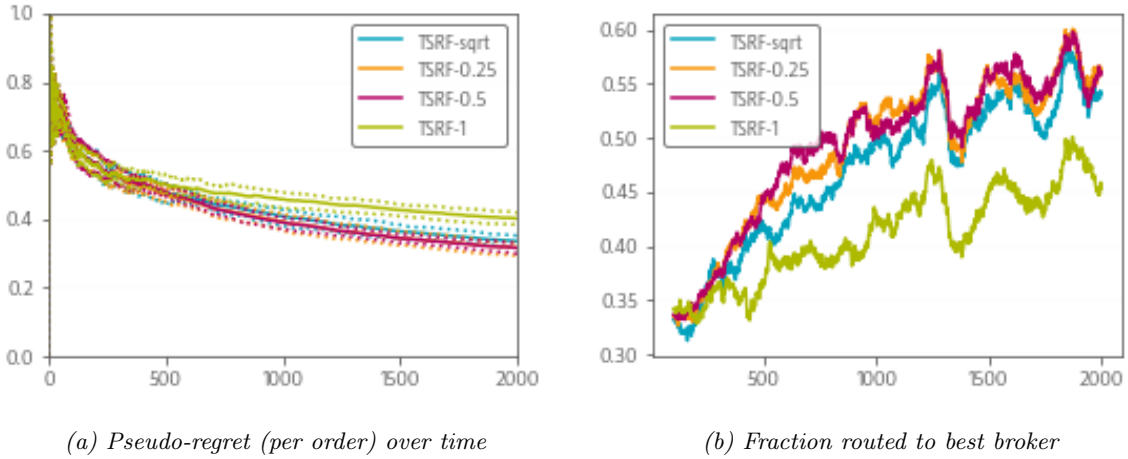 1.0
0.8
0.6
0.4
0.2
0.0
0
500
1000
1500
2000
TSRF-sqrt
TSRF-0.25
TSRF-0.5
TSRF-1
(a) Pseudo-regret (per order) over time
0.60
0.55
0.50
0.45
0.40
0.35
0.30
500
1000
1500
2000
TSRF-sqrt
TSRF-0.25
TSRF-0.5
TSRF-1
(b) Fraction routed to best broker